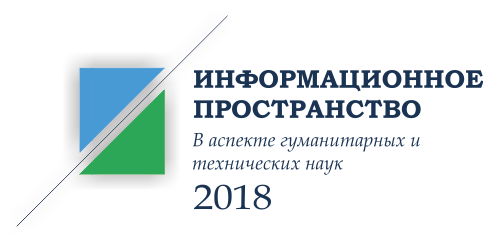 ИНФОРМАЦИОННОЕ
ПРОСТРАНСТВО
В аспекте гуманитарных и
технических наук
2018